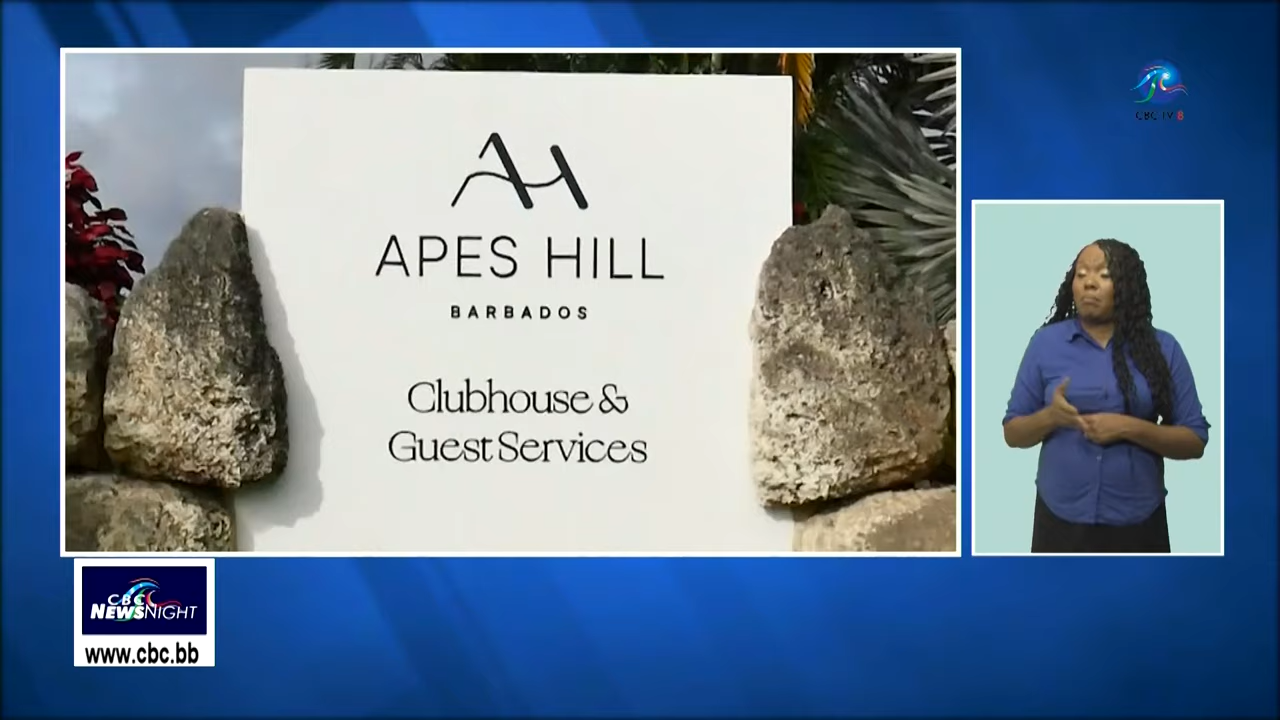 CBC TV 8
AH
APES HILL
BARBADOS
Clubhouse &
Guest Services
CBC
NEWSNIGHT
www.cbc.bb